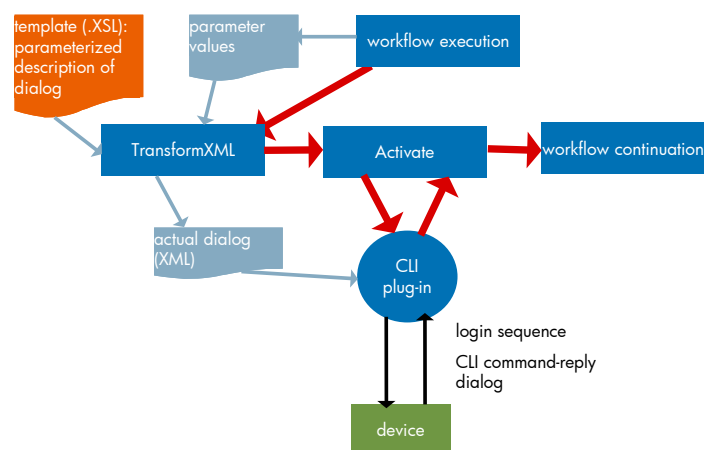 template (.XSL):
parameterized
description of
dialog
parameter
values
workflow execution
TransformXML
Activate
workflow continuation
actual dialog
(XML)
CLI
plug-in
login sequence
CLI command-reply
dialog
device